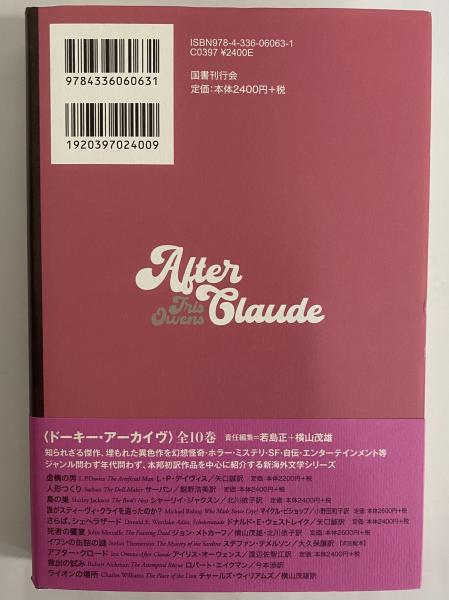 ISBN978-4-336-06063-1
C0397 ¥2400E
国書刊行会
定価：本体2400円+税
9784336060631
1920397024009
After
Iris
Owens
Claude
〈ドーキー・アーカイヴ〉全10巻 責任編集=若島正+横山茂雄
知られざる傑作、埋もれた異色作を幻想怪奇・ホラー・ミステリ・SF・自伝・エンターテインメント等
ジャンル問わず年代問わず、本邦初訳作品を中心に紹介する新海外文学シリーズ
虚構の男 L.P.Davies The Artificial Man L・P・デイヴィス／矢口誠訳 定価：本体2200円+税
人形つくり Sarban The Doll Maker サーバン／館野浩美訳 定価：本体2400円+税
鳥の巣 Shirley Jackson The Bird's Nest シャーリイ・ジャクスン／北川依子訳 定価：本体2400円+税
誰がスティーヴィ・クライを造ったのか？ Michael Bishop Who Made Stevie Crye? マイクル・ビショップ／小野田和子訳 定価：本体2600円+税
さらば、シェヘラザード Donald E. Westlake Adios, Scheherazade ドナルド・E・ウェストレイク／矢口誠訳 定価：本体2400円+税
死者の饗宴 John Metcalfe The Feasting Dead ジョン・メトカーフ／横山茂雄・北川依子訳 定価：本体2600円+税
イワシの缶詰の謎 Stefan Themerson The Mystery of the Sardine ステファン・テメルソン／大久保譲訳 【次回配本】
アフター・クロード Iris Owens After Claude アイリス・オーウェンス／渡辺佐智江訳 定価：本体2400円+税
救出の試み Robert Aickman The Attempted Rescue ロバート・エイクマン／今本渉訳
ライオンの場所 Charles Williams The Place of the Lion チャールズ・ウィリアムズ／横山茂雄訳